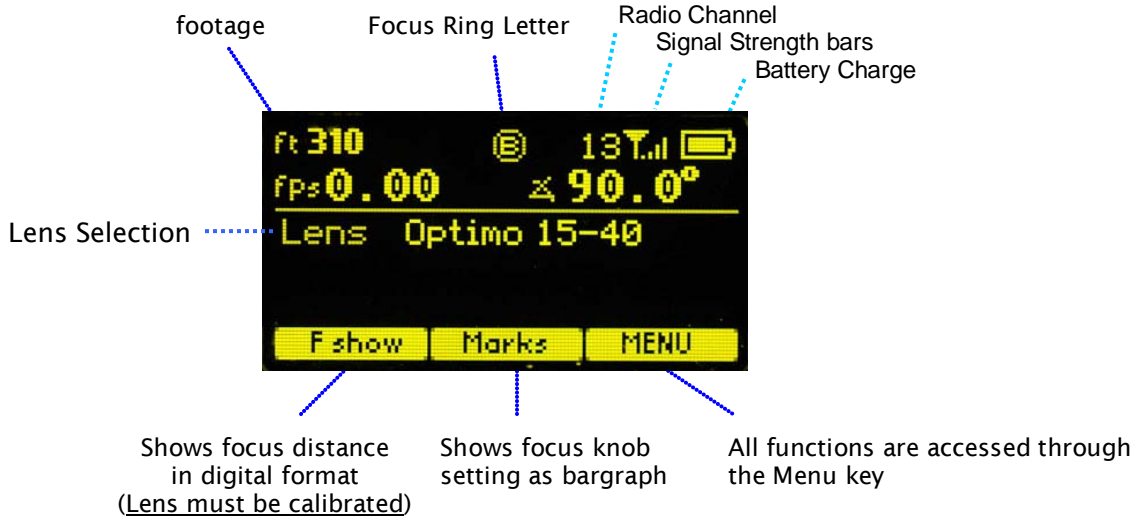 footage
Focus Ring Letter
Radio Channel
Signal Strength bars
Battery Charge
ft 310
B
13
fps 0.00
90.0°
Lens Selection
Lens Optimo 15-40
F show
Marks
MENU
Shows focus distance
in digital format
(Lens must be calibrated)
Shows focus knob
setting as bargraph
All functions are accessed through
the Menu key